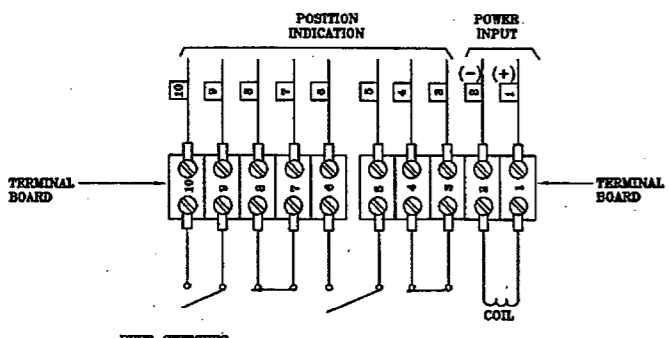 POSITION
INDICATION
POWER
INPUT
(-) (+)
10 9 8 7 6 5 4 3 2 1
TERMINAL
BOARD
10 9 8 7 6 5 4 3 2 1
TERMINAL
BOARD
COIL